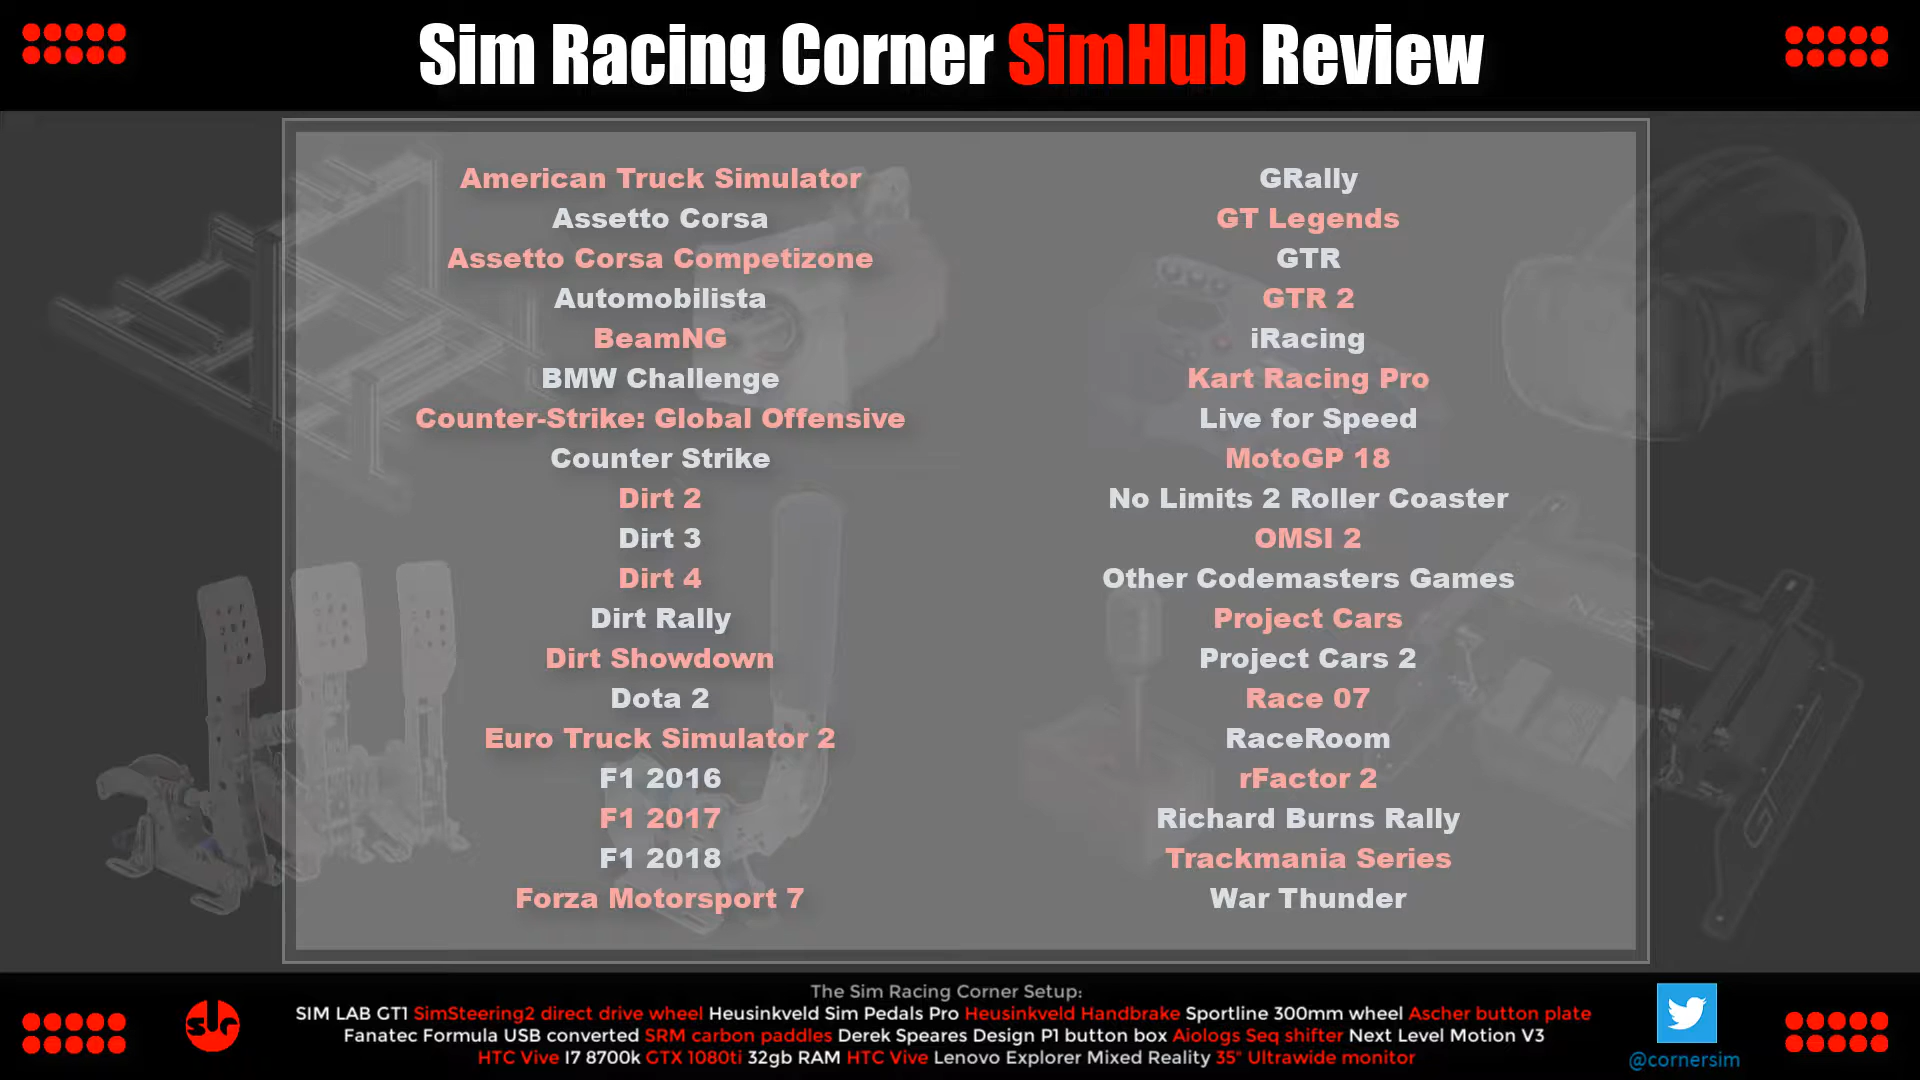 Sim Racing Corner SimHub Review
American Truck Simulator
Assetto Corsa
Assetto Corsa Competizone
Automobilista
BeamNG
BMW Challenge
Counter-Strike: Global Offensive
Counter Strike
Dirt 2
Dirt 3
Dirt 4
Dirt Rally
Dirt Showdown
Dota 2
Euro Truck Simulator 2
F1 2016
F1 2017
F1 2018
Forza Motorsport 7
GRally
GT Legends
GTR
GTR 2
iRacing
Kart Racing Pro
Live for Speed
MotoGP 18
No Limits 2 Roller Coaster
OMSI 2
Other Codemasters Games
Project Cars
Project Cars 2
Race 07
RaceRoom
rFactor 2
Richard Burns Rally
Trackmania Series
War Thunder
NLR
The Sim Racing Corner Setup:
SIM LAB GT1 SimSteering2 direct drive wheel Heusinkveld Sim Pedals Pro Heusinkveld Handbrake Sportline 300mm wheel Ascher button plate
Fanatec Formula USB converted SRM carbon paddles Derek Speares Design P1 button box Aiologs Seq shifter Next Level Motion V3
HTC Vive I7 8700k GTX 1080ti 32gb RAM HTC Vive Lenovo Explorer Mixed Reality 35" Ultrawide monitor
@cornersim